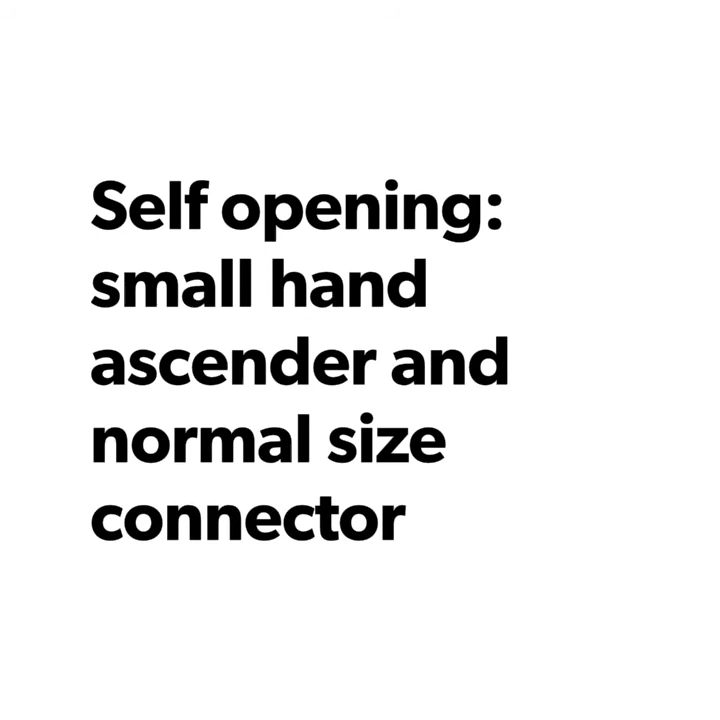 Self opening:
small hand
ascender and
normal size
connector